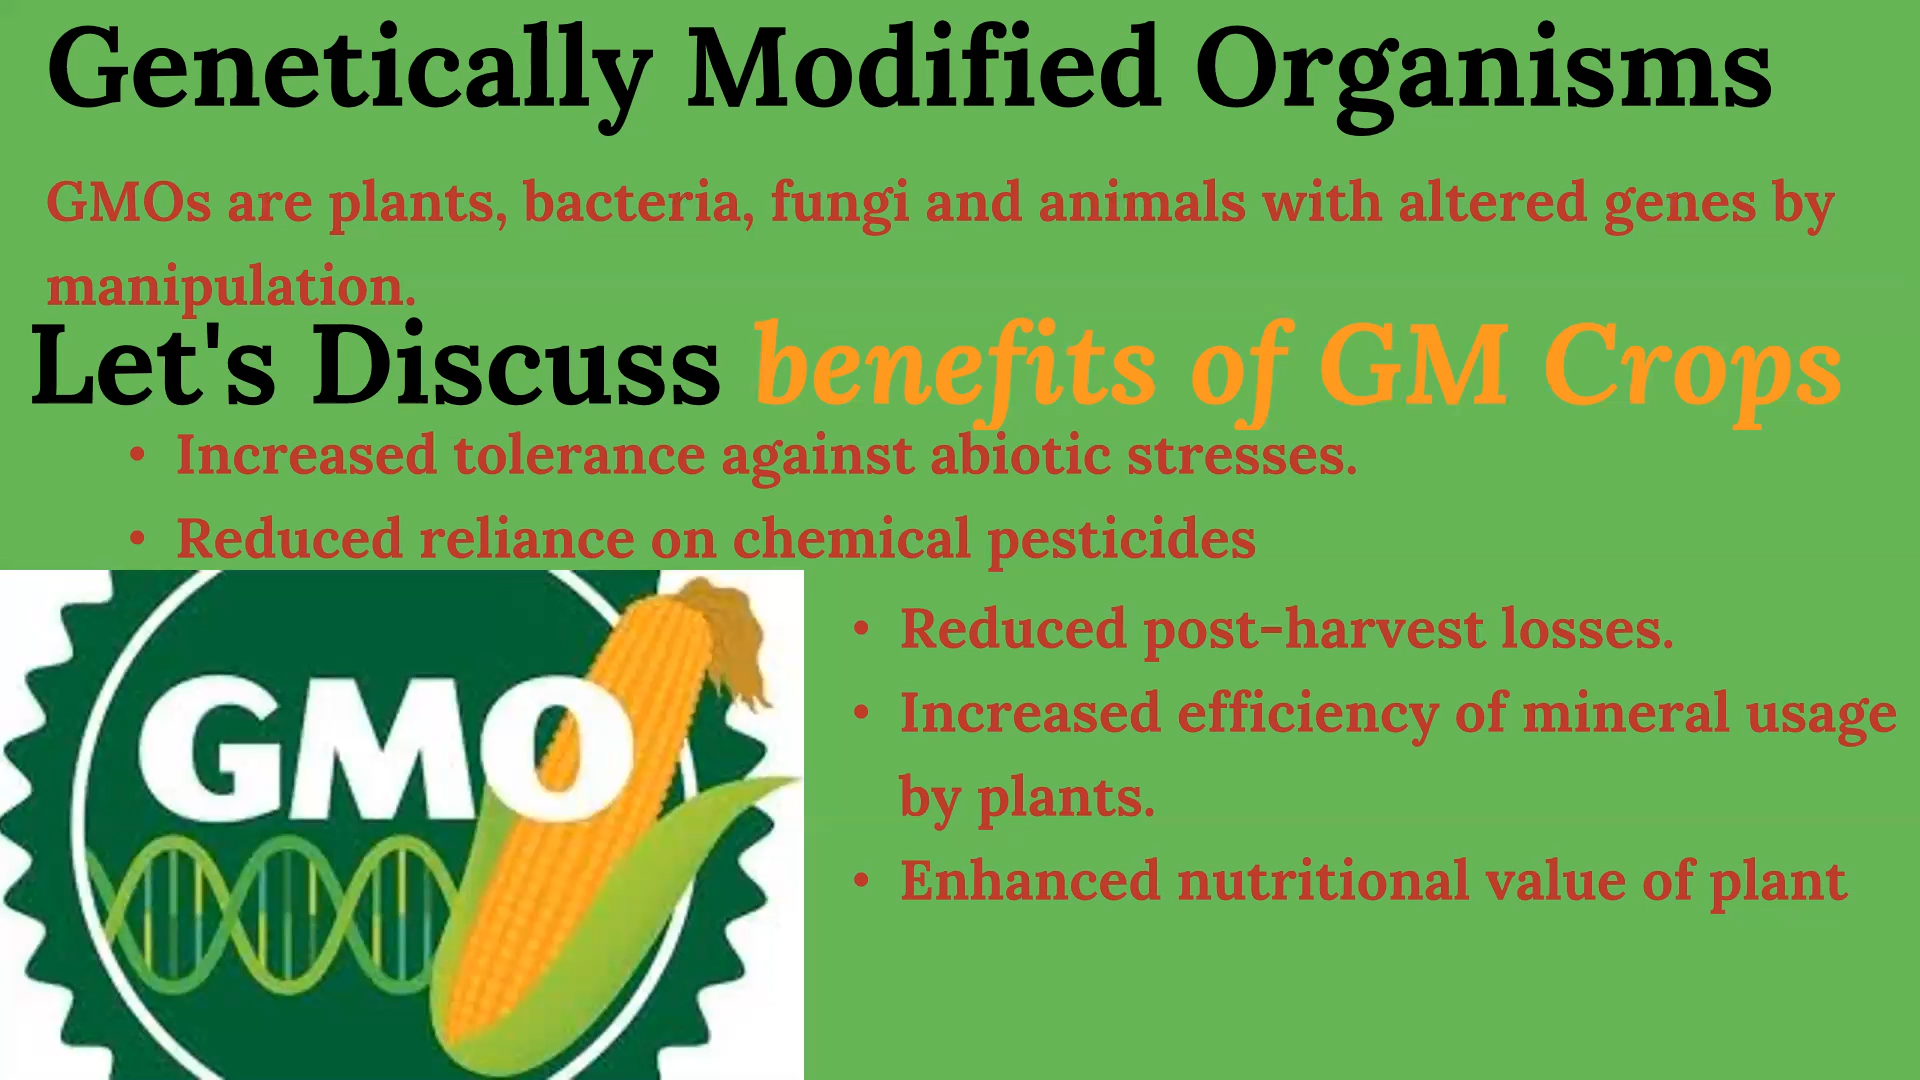 Genetically Modified Organisms
GMOs are plants, bacteria, fungi and animals with altered genes by
manipulation.
Let's Discuss benefits of GM Crops
• Increased tolerance against abiotic stresses.
• Reduced reliance on chemical pesticides
GMO
• Reduced post-harvest losses.
• Increased efficiency of mineral usage
by plants.
• Enhanced nutritional value of plant